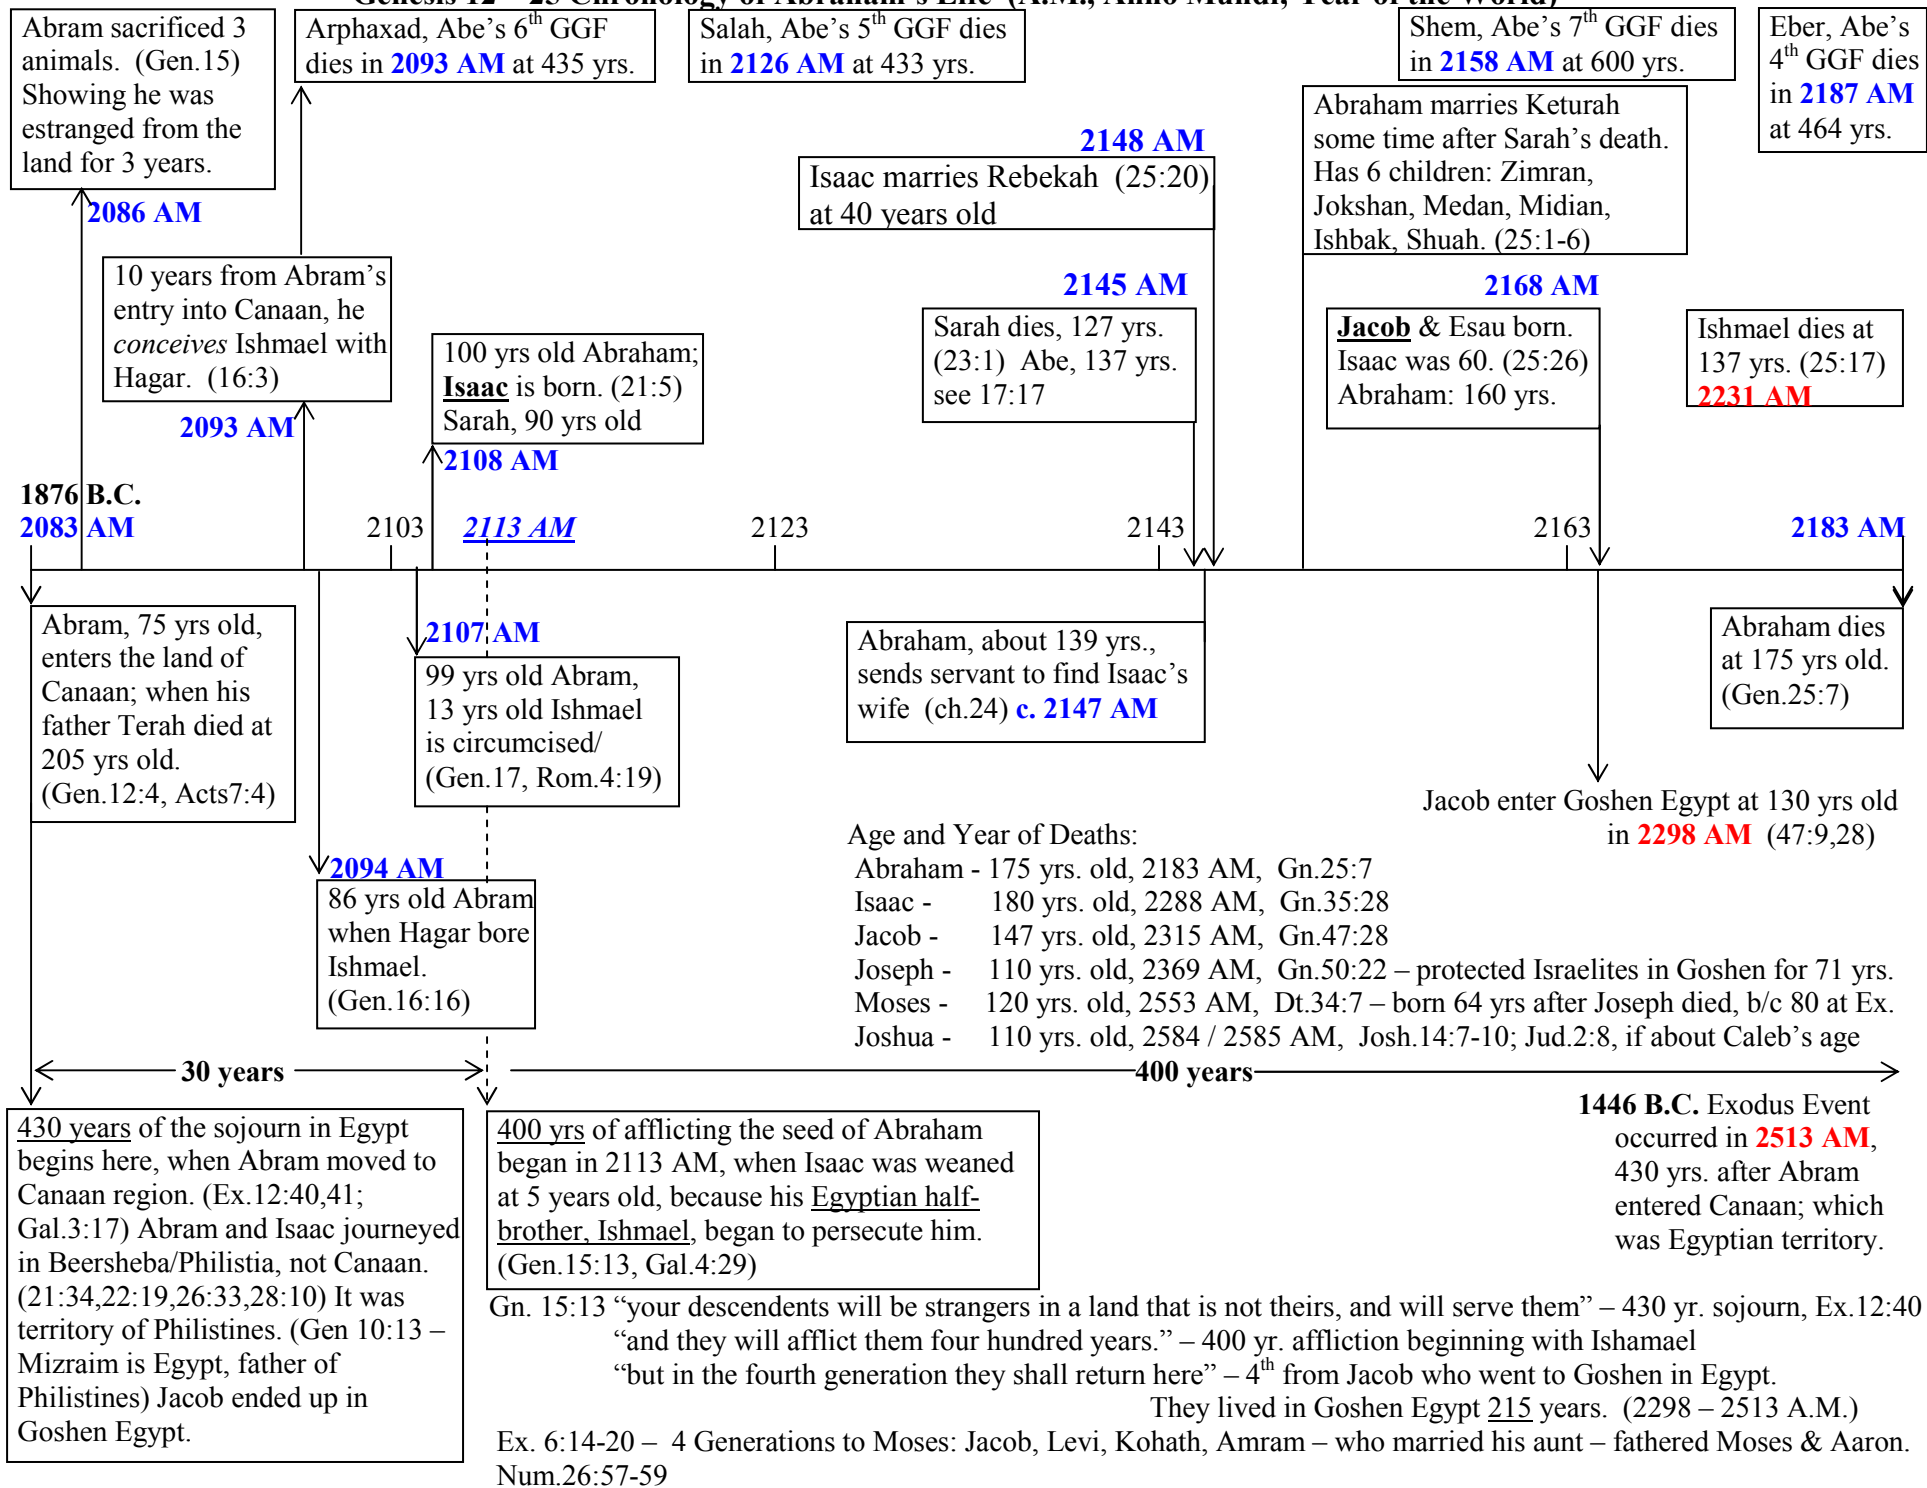 Genesis 12 – 25 Chronology of Abraham's Life (A.M., Anno Mundi, Year of the World)
Abram sacrificed 3
animals. (Gen.15)
Showing he was
estranged from the
land for 3 years.
2086 AM
Arphaxad, Abe's 6th GGF
dies in 2093 AM at 435 yrs.
Salah, Abe's 5th GGF dies
in 2126 AM at 433 yrs.
Shem, Abe's 7th GGF dies
in 2158 AM at 600 yrs.
Eber, Abe's
4th GGF dies
in 2187 AM
at 464 yrs.
Abraham marries Keturah
some time after Sarah's death.
Has 6 children: Zimran,
Jokshan, Medan, Midian,
Ishbak, Shuah. (25:1-6)
2148 AM
Isaac marries Rebekah (25:20)
at 40 years old
10 years from Abram's
entry into Canaan, he
conceives Ishmael with
Hagar. (16:3)
2093 AM
100 yrs old Abraham;
Isaac is born. (21:5)
Sarah, 90 yrs old
2108 AM
2145 AM
Sarah dies, 127 yrs.
(23:1) Abe, 137 yrs.
see 17:17
2168 AM
Jacob & Esau born.
Isaac was 60. (25:26)
Abraham: 160 yrs.
Ishmael dies at
137 yrs. (25:17)
2231 AM
1876 B.C.
2083 AM
2103
2113 AM
2123
2143
2163
2183 AM
Abram, 75 yrs old,
enters the land of
Canaan; when his
father Terah died at
205 yrs old.
(Gen.12:4, Acts7:4)
2107 AM
99 yrs old Abram,
13 yrs old Ishmael
is circumcised/
(Gen.17, Rom.4:19)
Abraham, about 139 yrs.,
sends servant to find Isaac's
wife (ch.24) c. 2147 AM
Abraham dies
at 175 yrs old.
(Gen.25:7)
2094 AM
86 yrs old Abram
when Hagar bore
Ishmael.
(Gen.16:16)
Jacob enter Goshen Egypt at 130 yrs old
in 2298 AM (47:9,28)
Age and Year of Deaths:
Abraham - 175 yrs. old, 2183 AM, Gn.25:7
Isaac - 180 yrs. old, 2288 AM, Gn.35:28
Jacob - 147 yrs. old, 2315 AM, Gn.47:28
Joseph - 110 yrs. old, 2369 AM, Gn.50:22 – protected Israelites in Goshen for 71 yrs.
Moses - 120 yrs. old, 2553 AM, Dt.34:7 – born 64 yrs after Joseph died, b/c 80 at Ex.
Joshua - 110 yrs. old, 2584 / 2585 AM, Josh.14:7-10; Jud.2:8, if about Caleb's age
30 years
400 years
430 years of the sojourn in Egypt
begins here, when Abram moved to
Canaan region. (Ex.12:40,41;
Gal.3:17) Abram and Isaac journeyed
in Beersheba/Philistia, not Canaan.
(21:34,22:19,26:33,28:10) It was
territory of Philistines. (Gen 10:13 –
Mizraim is Egypt, father of
Philistines) Jacob ended up in
Goshen Egypt.
400 yrs of afflicting the seed of Abraham
began in 2113 AM, when Isaac was weaned
at 5 years old, because his Egyptian half-
brother, Ishmael, began to persecute him.
(Gen.15:13, Gal.4:29)
1446 B.C. Exodus Event
occurred in 2513 AM,
430 yrs. after Abram
entered Canaan; which
was Egyptian territory.
Gn. 15:13 “your descendents will be strangers in a land that is not theirs, and will serve them” – 430 yr. sojourn, Ex.12:40
“and they will afflict them four hundred years.” – 400 yr. affliction beginning with Ishamael
“but in the fourth generation they shall return here” – 4th from Jacob who went to Goshen in Egypt.
They lived in Goshen Egypt 215 years. (2298 – 2513 A.M.)
Ex. 6:14-20 – 4 Generations to Moses: Jacob, Levi, Kohath, Amram – who married his aunt – fathered Moses & Aaron.
Num.26:57-59